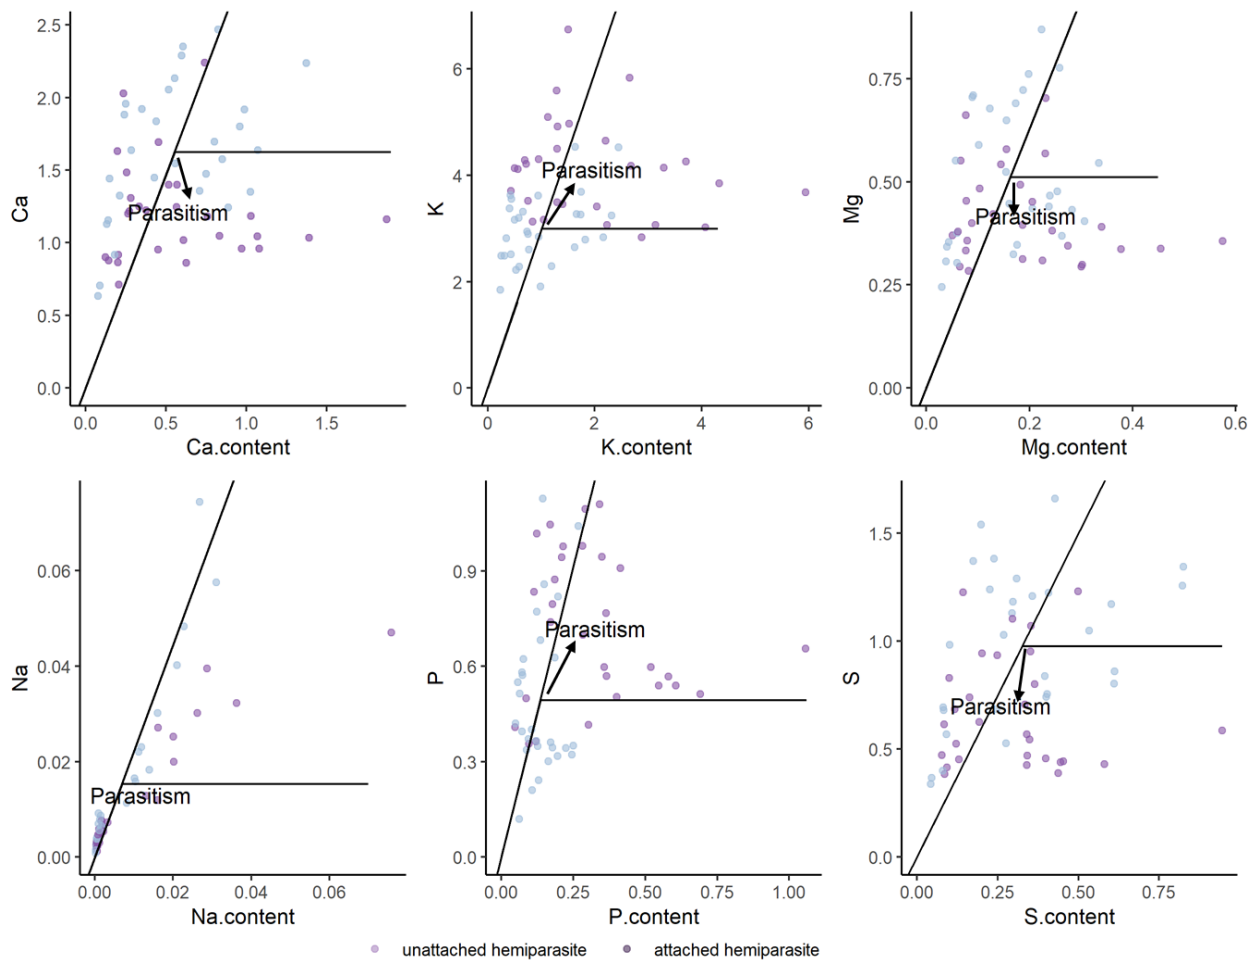 2.5
2.0
1.5
1.0
0.5
0.0
Ca
Parasitism
0.0 0.5 1.0 1.5
Ca.content
6
4
2
0
K
Parasitism
0 2 4 6
K.content
0.75
0.50
0.25
0.00
Mg
Parasitism
0.0 0.2 0.4 0.6
Mg.content
0.06
0.04
0.02
0.00
Na
Parasitism
0.00 0.02 0.04 0.06
Na.content
0.9
0.6
0.3
0.0
P
Parasitism
0.00 0.25 0.50 0.75 1.00
P.content
1.5
1.0
0.5
0.0
S
Parasitism
0.00 0.25 0.50 0.75
S.content
unattached hemiparasite attached hemiparasite